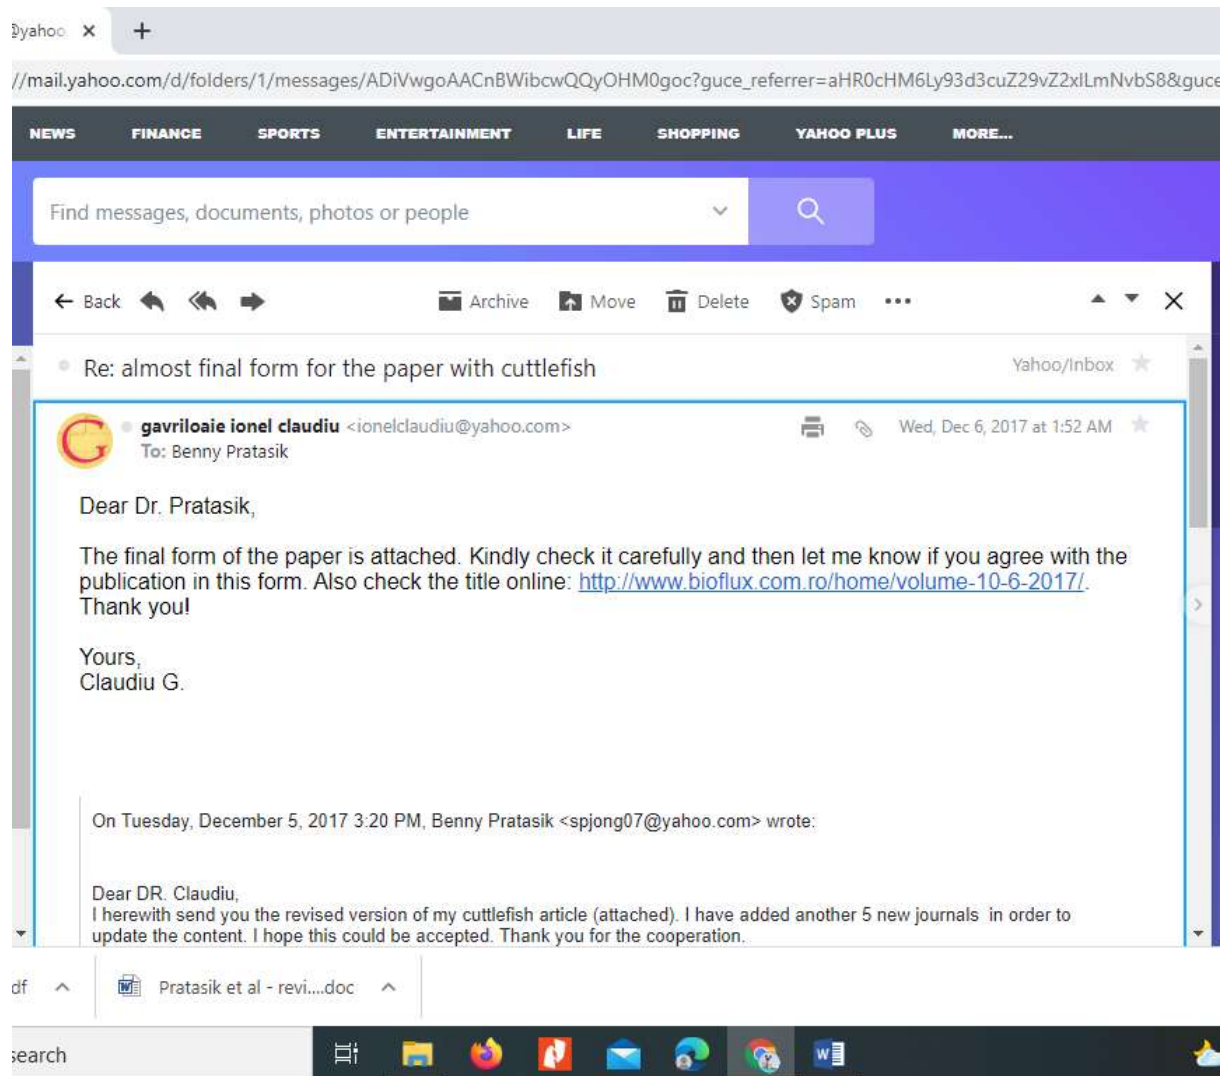 @yahoo
//mail.yahoo.com/d/folders/1/messages/ADiVwgoAACnBWibcwQQyOHM0goc?guce_referrer=aHR0cHM6Ly93d3cuZ29vZ2xlLmNvbS8&guce
NEWS FINANCE SPORTS ENTERTAINMENT LIFE SHOPPING YAHOO PLUS MORE...
Find messages, documents, photos or people
Back Archive Move Delete Spam
Re: almost final form for the paper with cuttlefish Yahoo/Inbox
gavriloaie ionel claudiu <ionelclaudiu@yahoo.com> Wed, Dec 6, 2017 at 1:52 AM
To: Benny Pratasik
Dear Dr. Pratasik,
The final form of the paper is attached. Kindly check it carefully and then let me know if you agree with the
publication in this form. Also check the title online: http://www.bioflux.com.ro/home/volume-10-6-2017/.
Thank you!
Yours,
Claudiu G.
On Tuesday, December 5, 2017 3:20 PM, Benny Pratasik <spjong07@yahoo.com> wrote:
Dear DR. Claudiu,
I herewith send you the revised version of my cuttlefish article (attached). I have added another 5 new journals in order to
update the content. I hope this could be accepted. Thank you for the cooperation.
df Pratasik et al - revi....doc
search